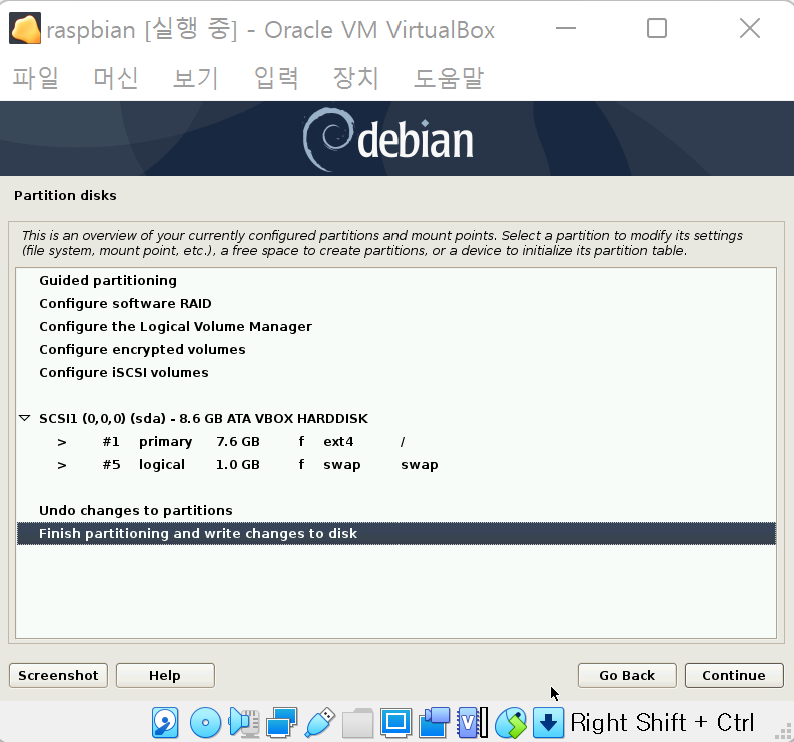 raspbian [실행 중] - Oracle VM VirtualBox
파일 머신 보기 입력 장치 도움말
debian
Partition disks
This is an overview of your currently configured partitions and mount points. Select a partition to modify its settings
(file system, mount point, etc.), a free space to create partitions, or a device to initialize its partition table.
Guided partitioning
Configure software RAID
Configure the Logical Volume Manager
Configure encrypted volumes
Configure iSCSI volumes
SCSI1 (0,0,0) (sda) - 8.6 GB ATA VBOX HARDDISK
> #1 primary 7.6 GB f ext4 /
> #5 logical 1.0 GB f swap swap
Undo changes to partitions
Finish partitioning and write changes to disk
Screenshot Help Go Back Continue
Right Shift + Ctrl